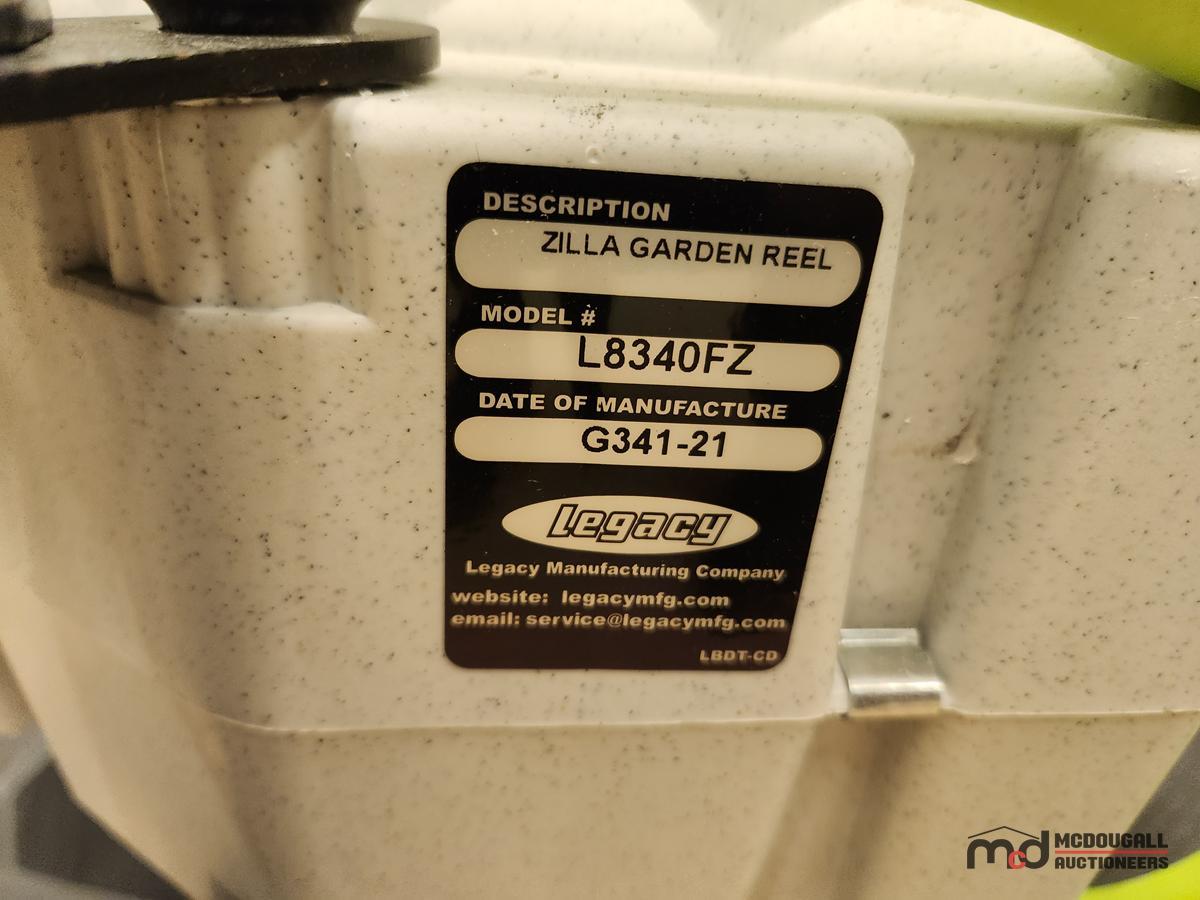 DESCRIPTION
ZILLA GARDEN REEL
MODEL #
L8340FZ
DATE OF MANUFACTURE
G341-21
Legacy
Legacy Manufacturing Company
website: legacymfg.com
email: service@legacymfg.com
LBDT-CD
mcd MCDOUGALL
AUCTIONEERS